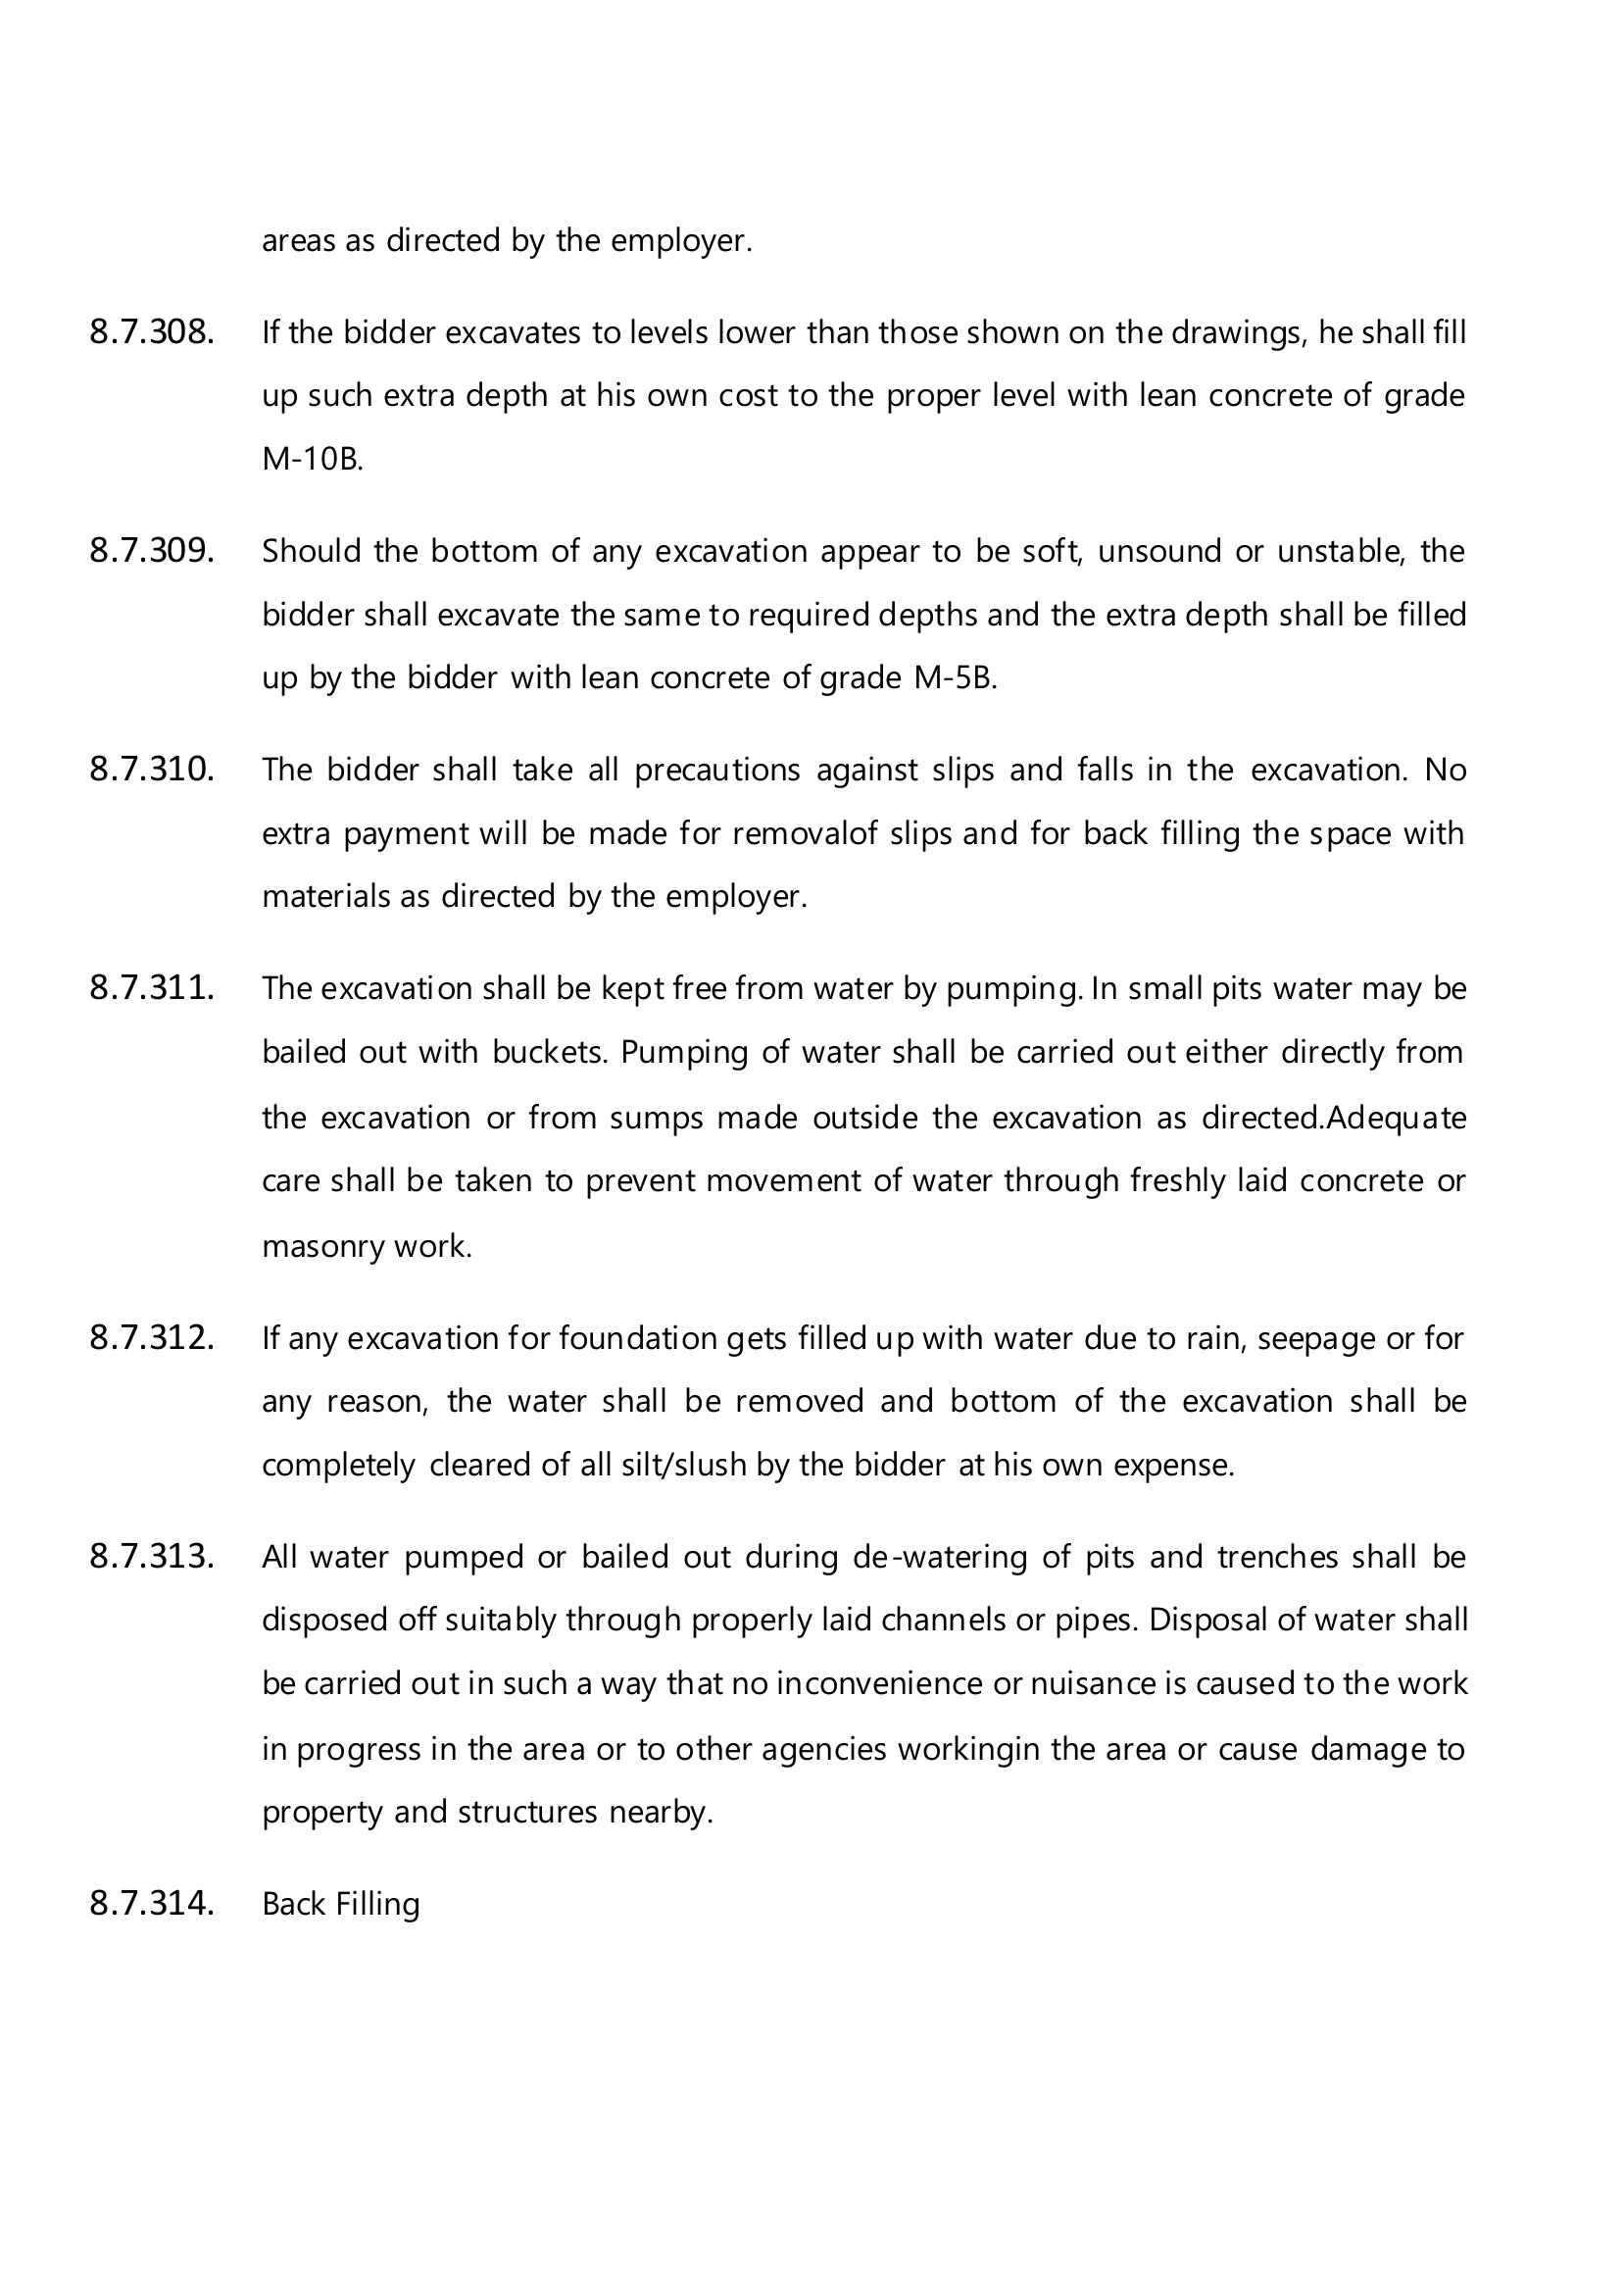 areas as directed by the employer.
8.7.308. If the bidder excavates to levels lower than those shown on the drawings, he shall fill
up such extra depth at his own cost to the proper level with lean concrete of grade
M-10B.
8.7.309. Should the bottom of any excavation appear to be soft, unsound or unstable, the
bidder shall excavate the same to required depths and the extra depth shall be filled
up by the bidder with lean concrete of grade M-5B.
8.7.310. The bidder shall take all precautions against slips and falls in the excavation. No
extra payment will be made for removalof slips and for back filling the space with
materials as directed by the employer.
8.7.311. The excavation shall be kept free from water by pumping. In small pits water may be
bailed out with buckets. Pumping of water shall be carried out either directly from
the excavation or from sumps made outside the excavation as directed.Adequate
care shall be taken to prevent movement of water through freshly laid concrete or
masonry work.
8.7.312. If any excavation for foundation gets filled up with water due to rain, seepage or for
any reason, the water shall be removed and bottom of the excavation shall be
completely cleared of all silt/slush by the bidder at his own expense.
8.7.313. All water pumped or bailed out during de-watering of pits and trenches shall be
disposed off suitably through properly laid channels or pipes. Disposal of water shall
be carried out in such a way that no inconvenience or nuisance is caused to the work
in progress in the area or to other agencies workingin the area or cause damage to
property and structures nearby.
8.7.314. Back Filling